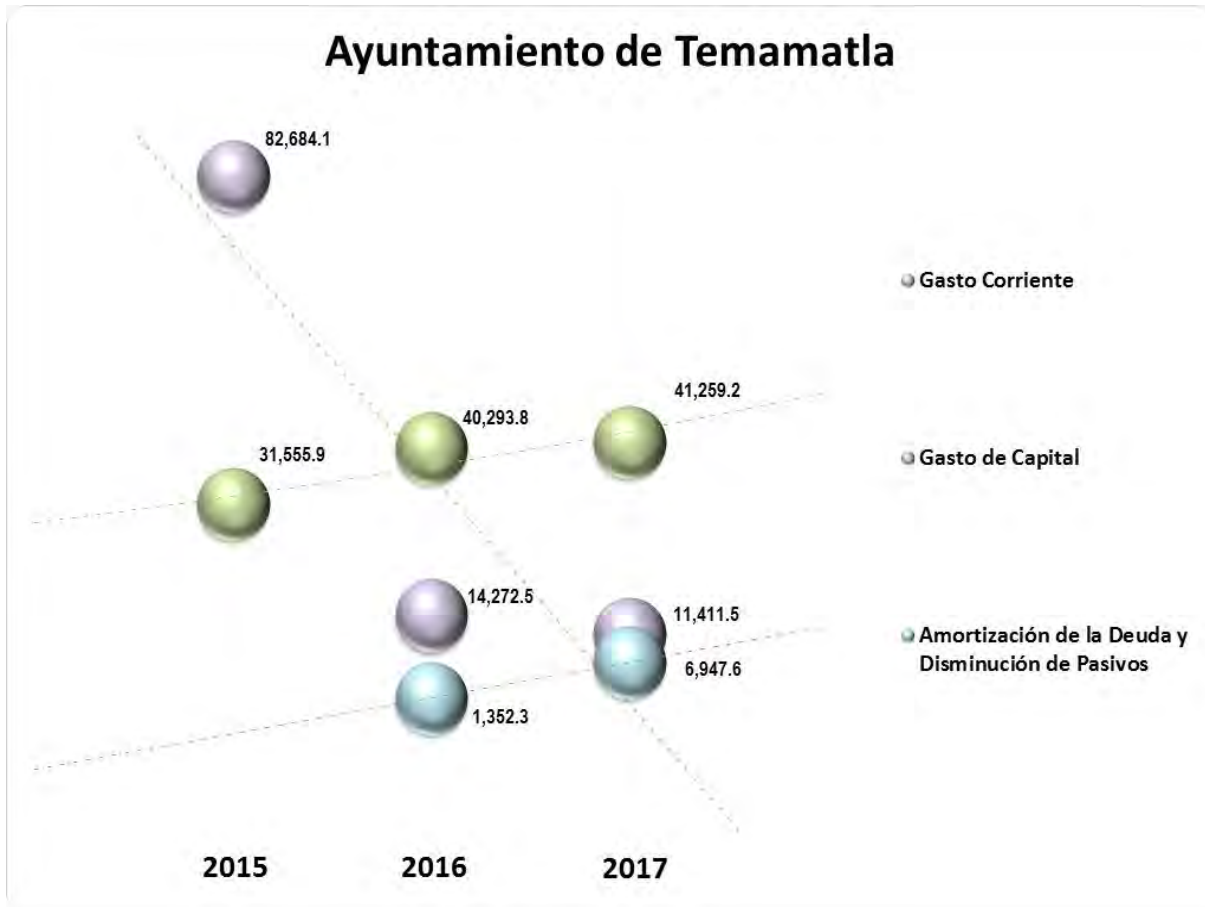 Ayuntamiento de Temamatla
82,684.1
Gasto Corriente
41,259.2
40,293.8
31,555.9
Gasto de Capital
14,272.5
11,411.5
6,947.6
1,352.3
Amortización de la Deuda y
Disminución de Pasivos
2015
2016
2017